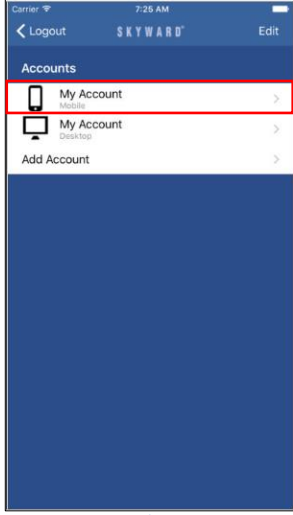 Carrier 7:25 AM
Logout SKYWARD® Edit
Accounts
My Account
Mobile
My Account
Desktop
Add Account